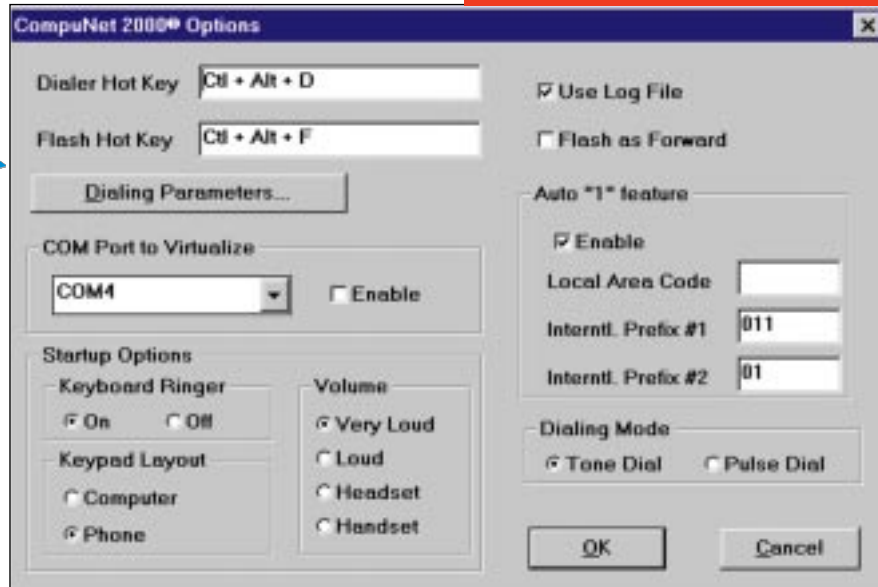 CompuNet 2000® Options
Dialer Hot Key
Ctl + Alt + D
Flash Hot Key
Ctl + Alt + F
Dialing Parameters...
COM Port to Virtualize
COM4
Enable
Startup Options
Keyboard Ringer
On
Off
Keypad Layout
Computer
Phone
Volume
Very Loud
Loud
Headset
Handset
Use Log File
Flash as Forward
Auto "1" feature
Enable
Local Area Code
Interntl. Prefix #1
011
Interntl. Prefix #2
01
Dialing Mode
Tone Dial
Pulse Dial
OK
Cancel